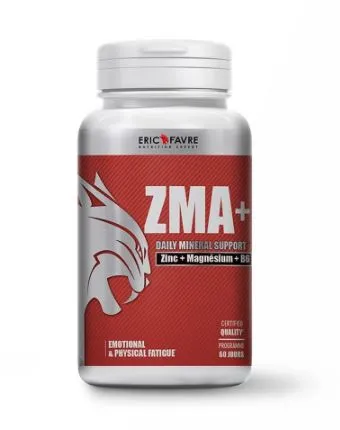 ERIC FAVRE
NUTRITION EXPERT
ZMA+
DAILY MINERAL SUPPORT
Zinc + Magnésium + B6
EMOTIONAL
& PHYSICAL FATIGUE
CERTIFIED
QUALITY*
PROGRAMME
60 JOURS